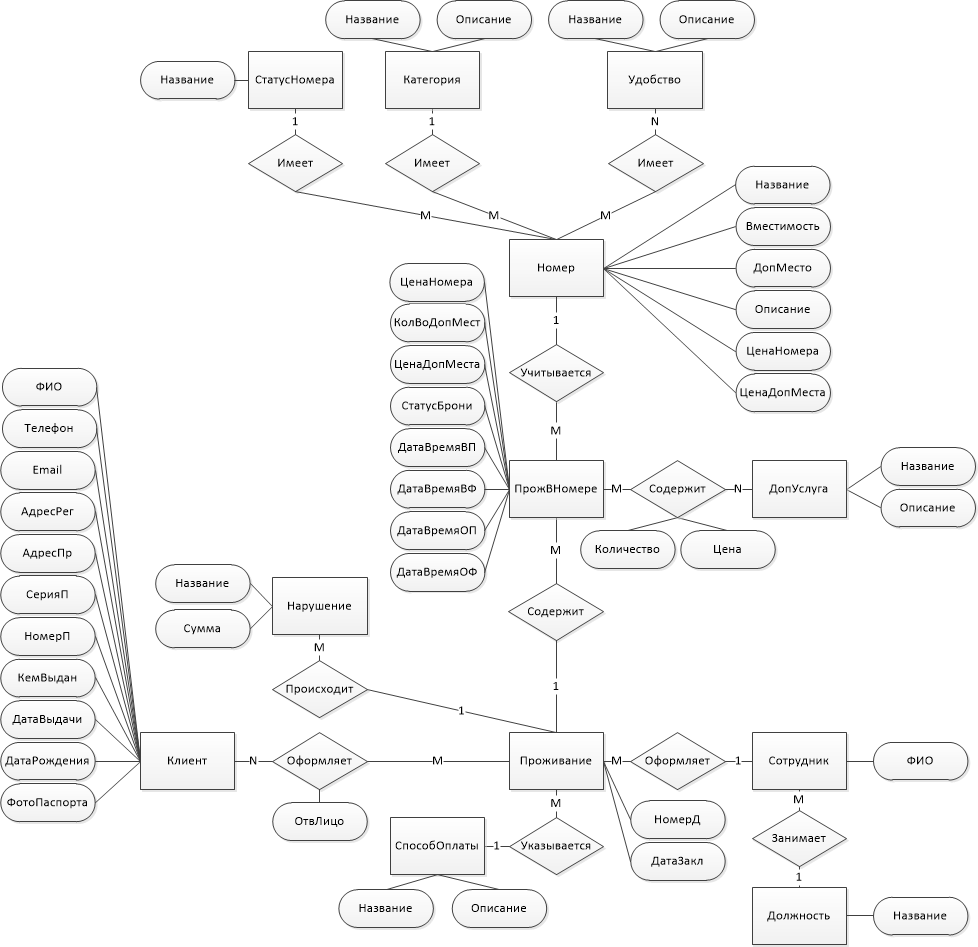 Название
Описание
Название
Описание
Название
СтатусНомера
Категория
Удобство
1
1
N
Имеет
Имеет
Имеет
M
M
M
Название
Вместимость
ДопМесто
Описание
ЦенаНомера
ЦенаДопМеста
Номер
1
Учитывается
M
ЦенаНомера
КолВоДопМест
ЦенаДопМеста
СтатусБрони
ДатаВремяВП
ДатаВремяВФ
ДатаВремяОП
ДатаВремяОФ
ПрожВНомере
M
Содержит
N
ДопУслуга
Название
Описание
Количество
Цена
M
Содержит
1
ФИО
Телефон
Email
АдресРег
АдресПр
СерияП
НомерП
КемВыдан
ДатаВыдачи
ДатаРождения
ФотоПаспорта
Название
Сумма
Нарушение
M
Происходит
1
Клиент
N
Оформляет
M
Проживание
M
Оформляет
1
Сотрудник
ФИО
ОтвЛицо
НомерД
ДатаЗакл
M
СпособОплаты
1
Указывается
Название
Описание
M
Занимает
1
Должность
Название